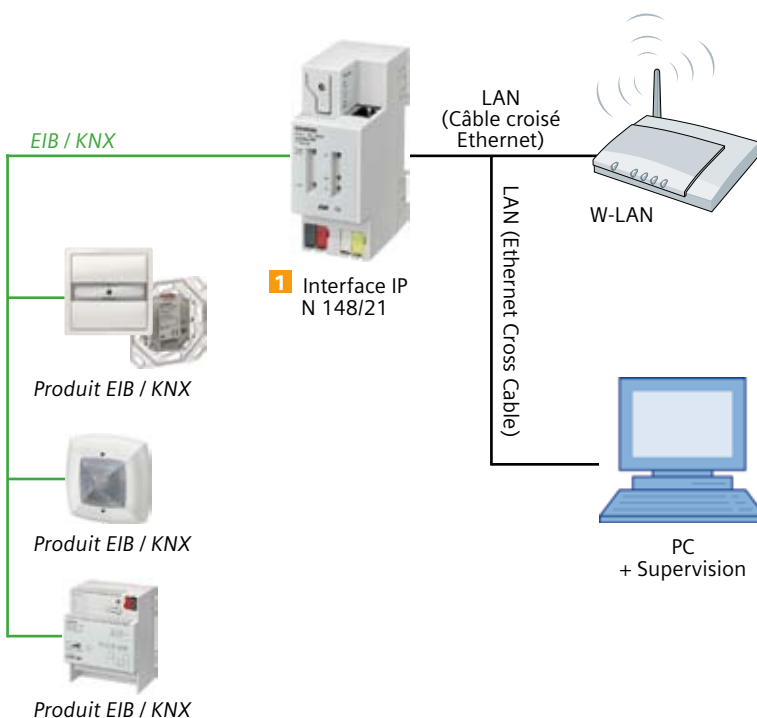 LAN
(Câble croisé
Ethernet)
EIB / KNX
W-LAN
LAN (Ethernet Cross Cable)
1 Interface IP
N 148/21
Produit EIB / KNX
Produit EIB / KNX
PC
+ Supervision
Produit EIB / KNX